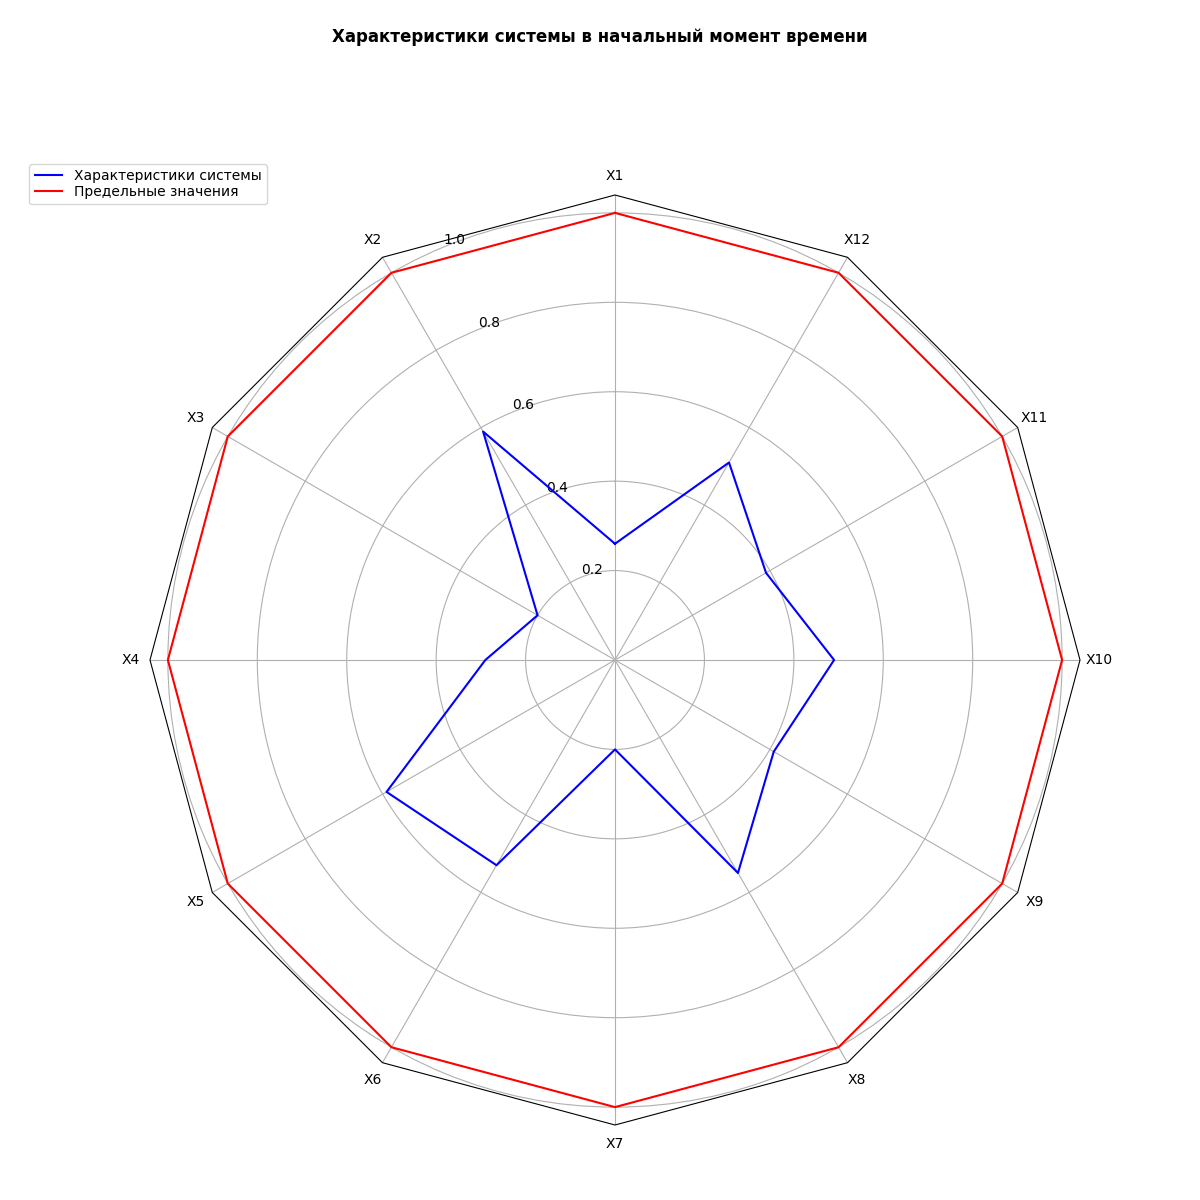 Характеристики системы в начальный момент времени
Характеристики системы
Предельные значения
X1
X2
1.0
X12
0.8
0.6
X3
X11
0.4
0.2
X4
X10
X5
X9
X6
X8
X7